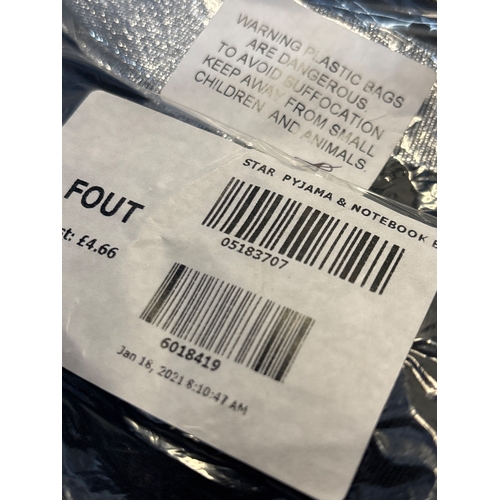 WARNING PLASTIC BAGS
ARE DANGEROUS.
TO AVOID SUFFOCATION
KEEP AWAY FROM SMALL
CHILDREN AND ANIMALS.
STAR PYJAMA & NOTEBOOK
05183707
FOUT
st: £4.66
6018419
Jan 18, 2021 8:10:47 AM